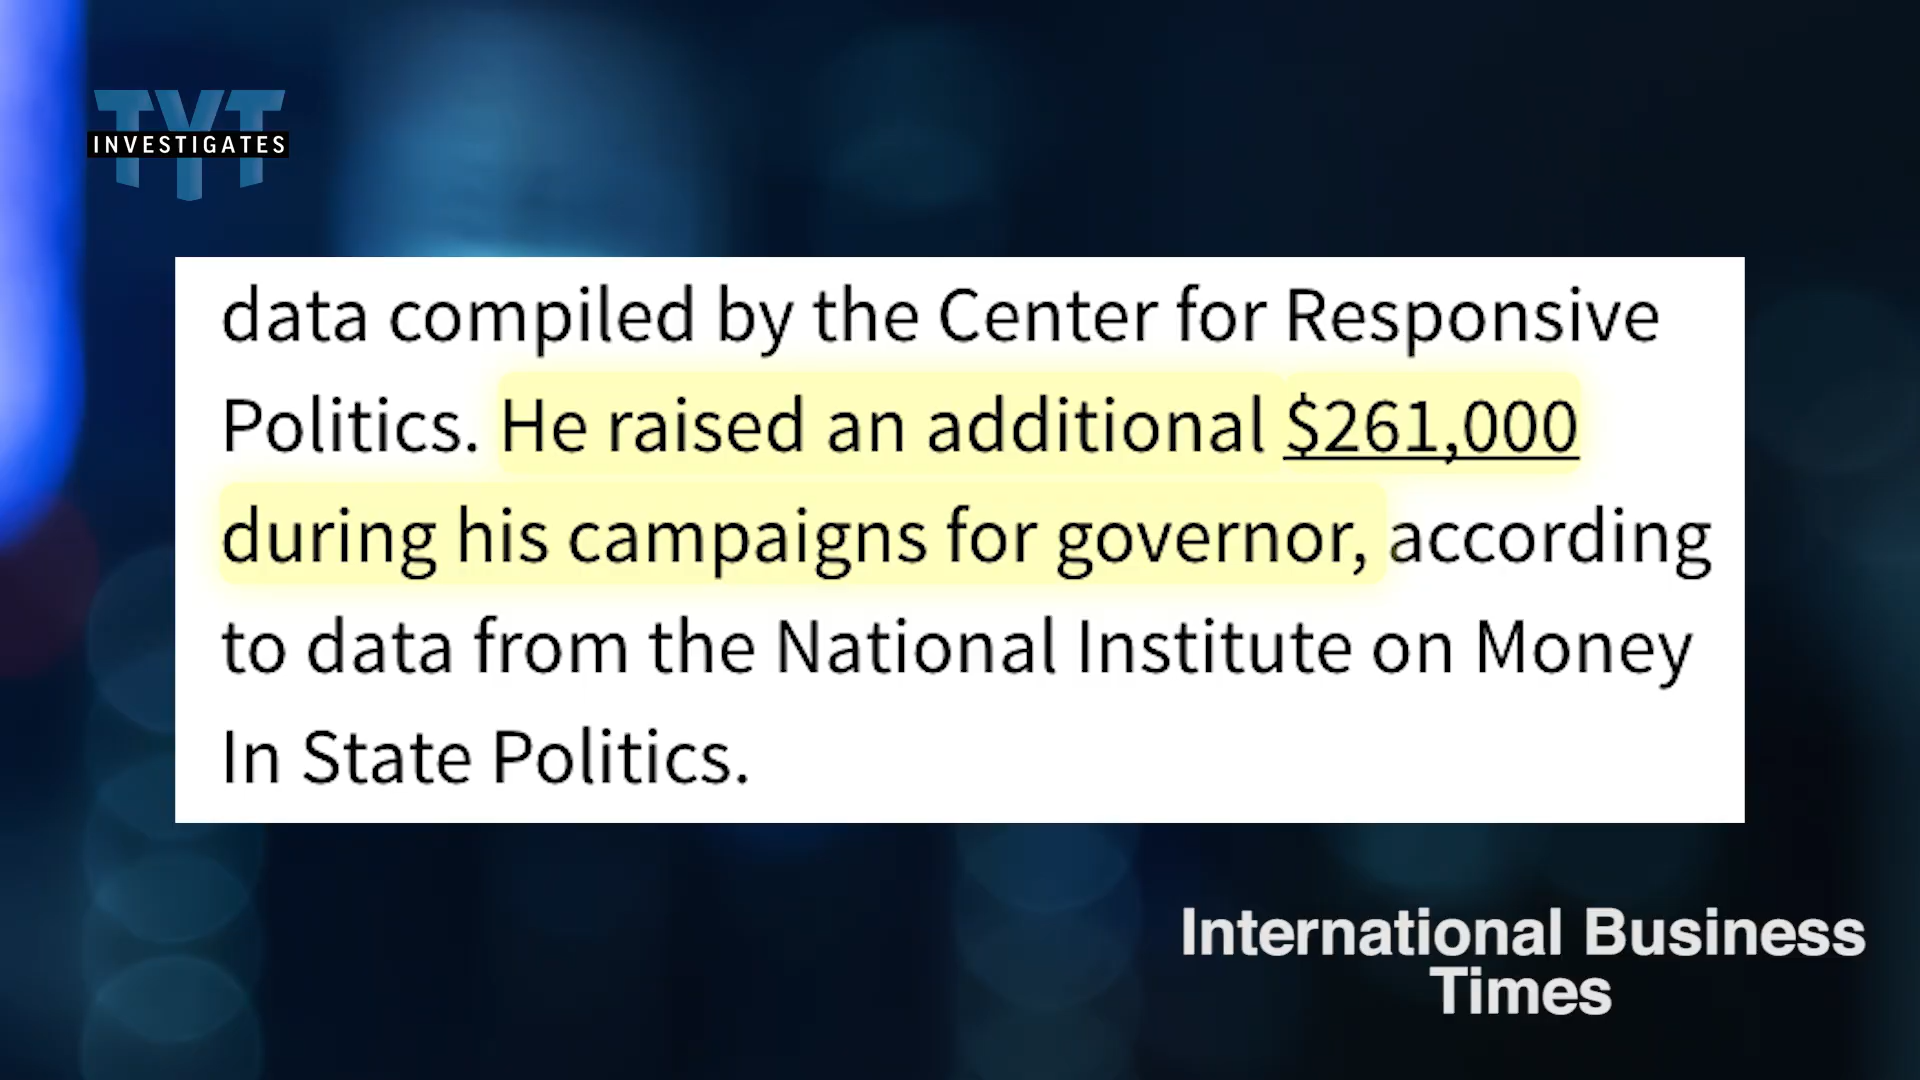 TYT
INVESTIGATES
data compiled by the Center for Responsive
Politics. He raised an additional $261,000
during his campaigns for governor, according
to data from the National Institute on Money
In State Politics.
International Business
Times